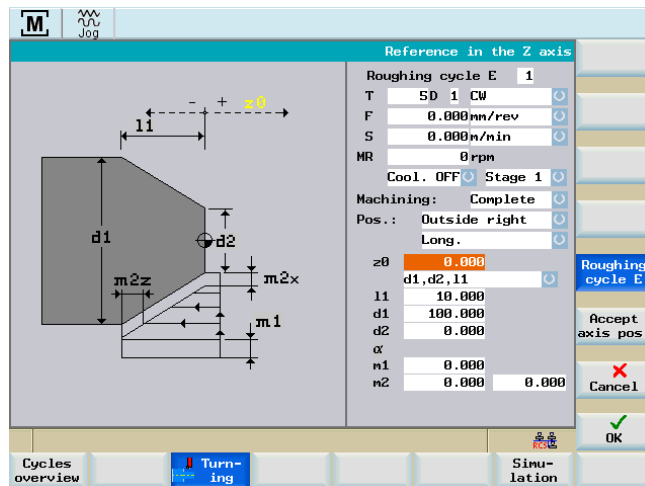 M
Jog
Reference in the Z axis
- + z0
l1
d1
d2
m2z
m2x
m1
Roughing cycle E 1
T 5 D 1 CW
F 0.000 mm/rev
S 0.000 m/min
MR 0 rpm
Cool. OFF Stage 1
Machining: Complete
Pos.: Outside right
Long.
z0 0.000
d1,d2,l1
l1 10.000
d1 100.000
d2 0.000
α
m1 0.000
m2 0.000 0.000
Roughing
cycle E
Accept
axis pos
Cancel
OK
RCS
Cycles
overview
Turn-
ing
Simu-
lation